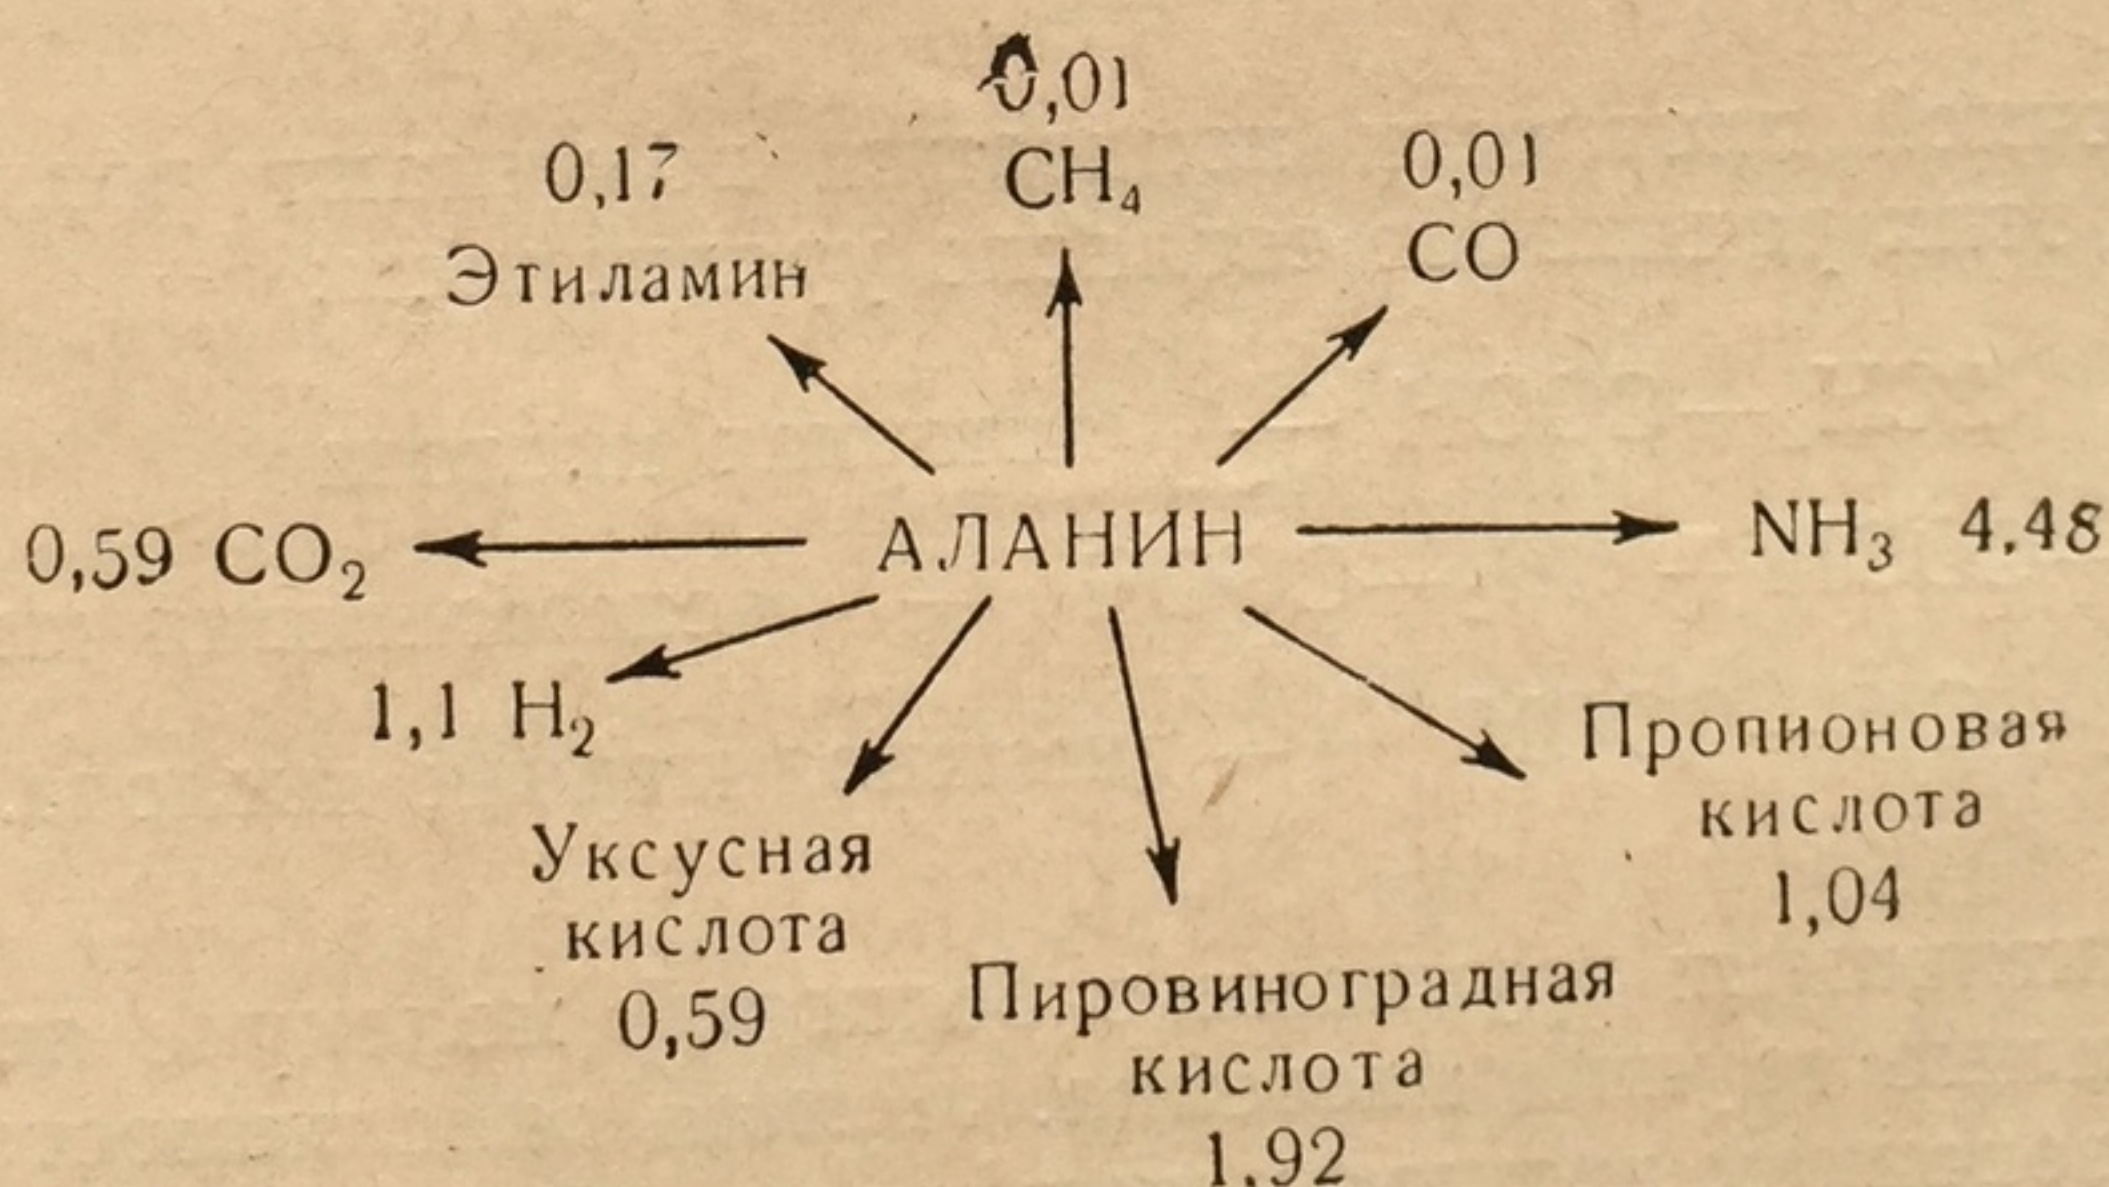 0,01
CH₄
0,17
Этиламин
0,01
CO
0,59 CO₂
АЛАНИН
NH₃ 4.48
1,1 H₂
Уксусная
кислота
0,59
Пировиноградная
кислота
1,92
Пропионовая
кислота
1,04